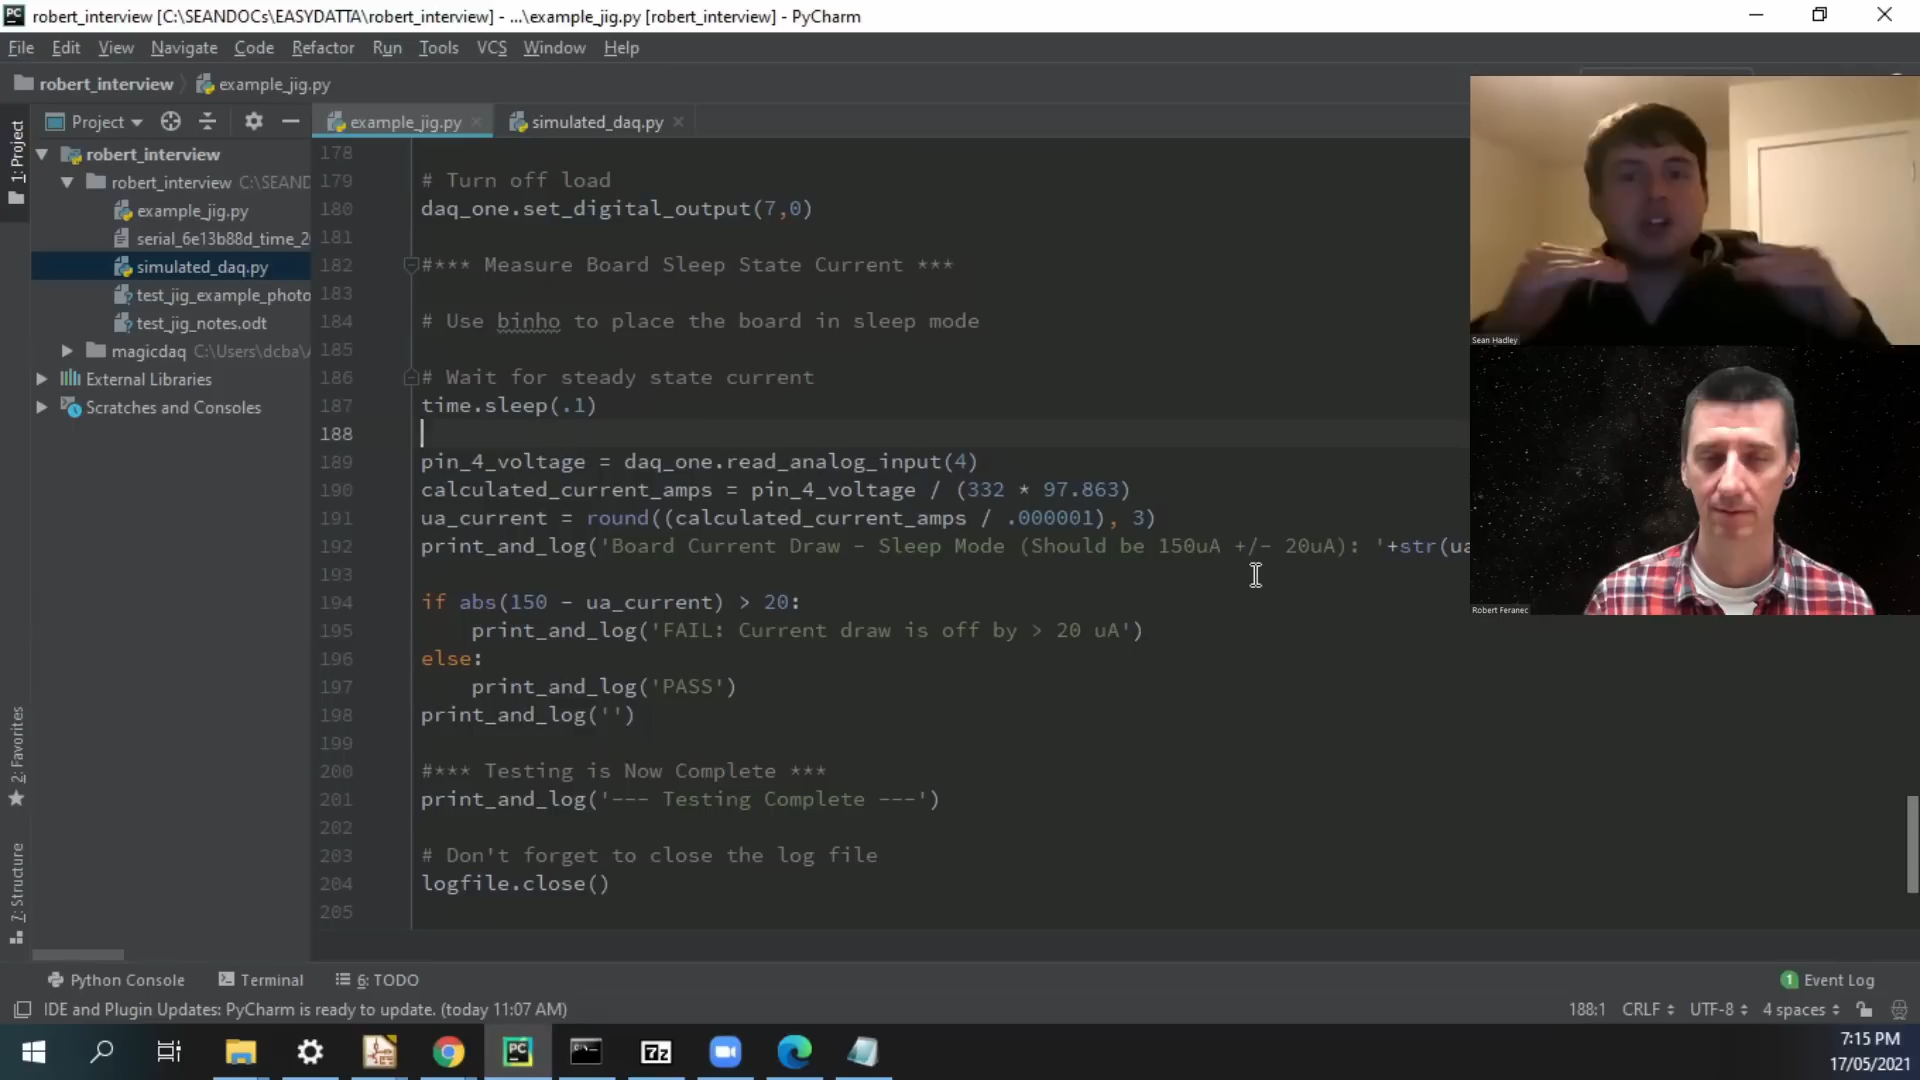 robert_interview [C:\SEANDOCs\EASYDATTA\robert_interview] - ...\example_jig.py [robert_interview] - PyCharm
File Edit View Navigate Code Refactor Run Tools VCS Window Help
robert_interview example_jig.py
1: Project
Project
example_jig.py
simulated_daq.py
robert_interview
robert_interview C:\SEAND
example_jig.py
serial_6e13b88d_time_2
simulated_daq.py
test_jig_example_photo
test_jig_notes.odt
magicdaq C:\Users\dcba\
External Libraries
Scratches and Consoles
178
179 # Turn off load
180 daq_one.set_digital_output(7,0)
181
182 #*** Measure Board Sleep State Current ***
183
184 # Use binho to place the board in sleep mode
185
186 # Wait for steady state current
187 time.sleep(.1)
188
189 pin_4_voltage = daq_one.read_analog_input(4)
190 calculated_current_amps = pin_4_voltage / (332 * 97.863)
191 ua_current = round((calculated_current_amps / .000001), 3)
192 print_and_log('Board Current Draw - Sleep Mode (Should be 150uA +/- 20uA): '+str(ua
193
194 if abs(150 - ua_current) > 20:
195 print_and_log('FAIL: Current draw is off by > 20 uA')
196 else:
197 print_and_log('PASS')
198 print_and_log('')
199
200 #*** Testing is Now Complete ***
201 print_and_log('--- Testing Complete ---')
202
203 # Don't forget to close the log file
204 logfile.close()
205
Sean Hadley
Robert Feranec
2: Favorites
7: Structure
Python Console Terminal 6: TODO
1 Event Log
IDE and Plugin Updates: PyCharm is ready to update. (today 11:07 AM)
188:1 CRLF UTF-8 4 spaces
PC
7z
7:15 PM
17/05/2021